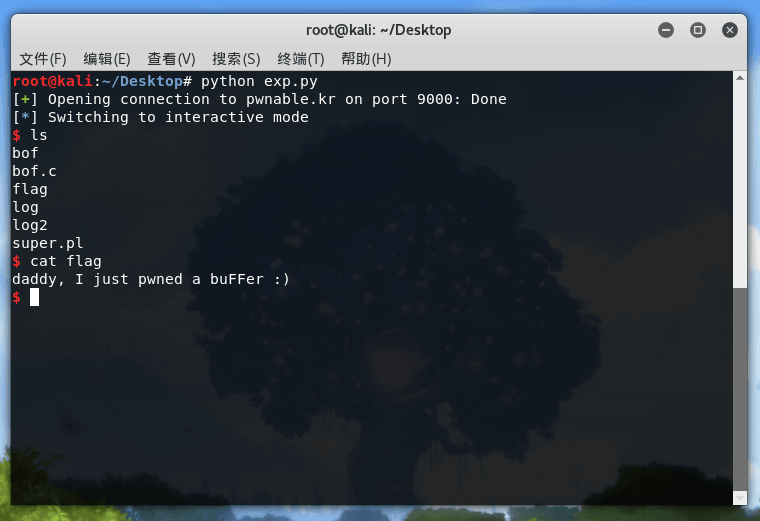 root@kali: ~/Desktop
文件(F) 编辑(E) 查看(V) 搜索(S) 终端(T) 帮助(H)
root@kali:~/Desktop# python exp.py
[+] Opening connection to pwnable.kr on port 9000: Done
[*] Switching to interactive mode
$ ls
bof
bof.c
flag
log
log2
super.pl
$ cat flag
daddy, I just pwned a buFFer :)
$